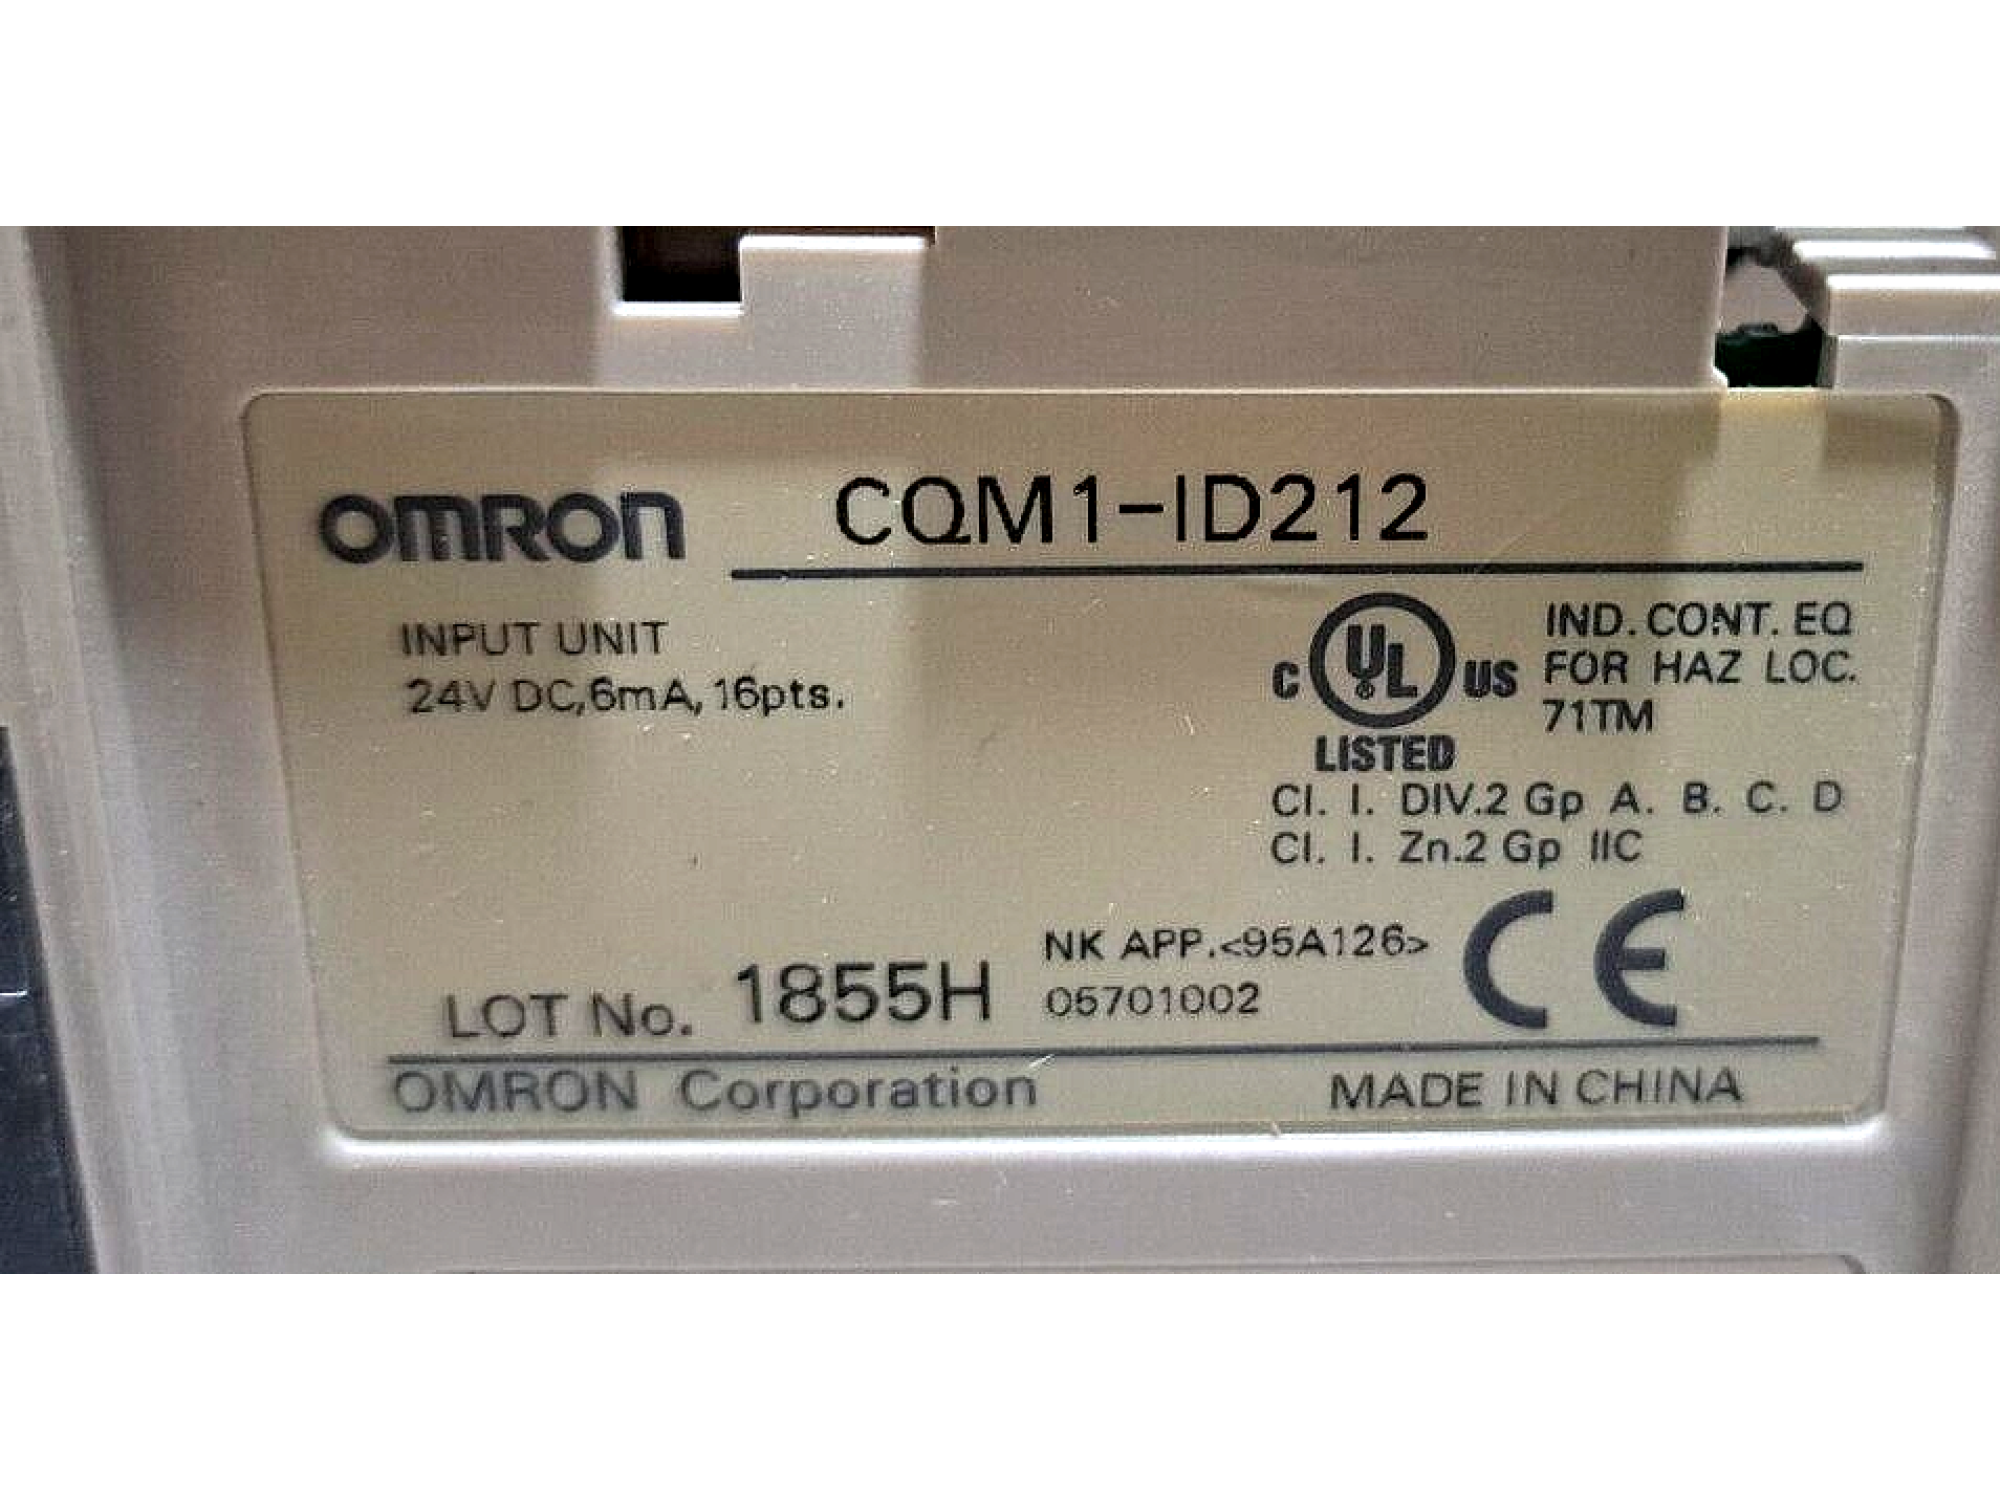 OMRON CQM1-ID212
INPUT UNIT
24V DC,6mA,16pts.
C UL US
®
LISTED
IND.CONT.EQ
FOR HAZ LOC.
71TM
Cl. I. DIV.2 Gp A. B. C. D
Cl. I. Zn.2 Gp IIC
NK APP.<95A126>
LOT No. 1855H
05701002
CE
OMRON Corporation MADE IN CHINA